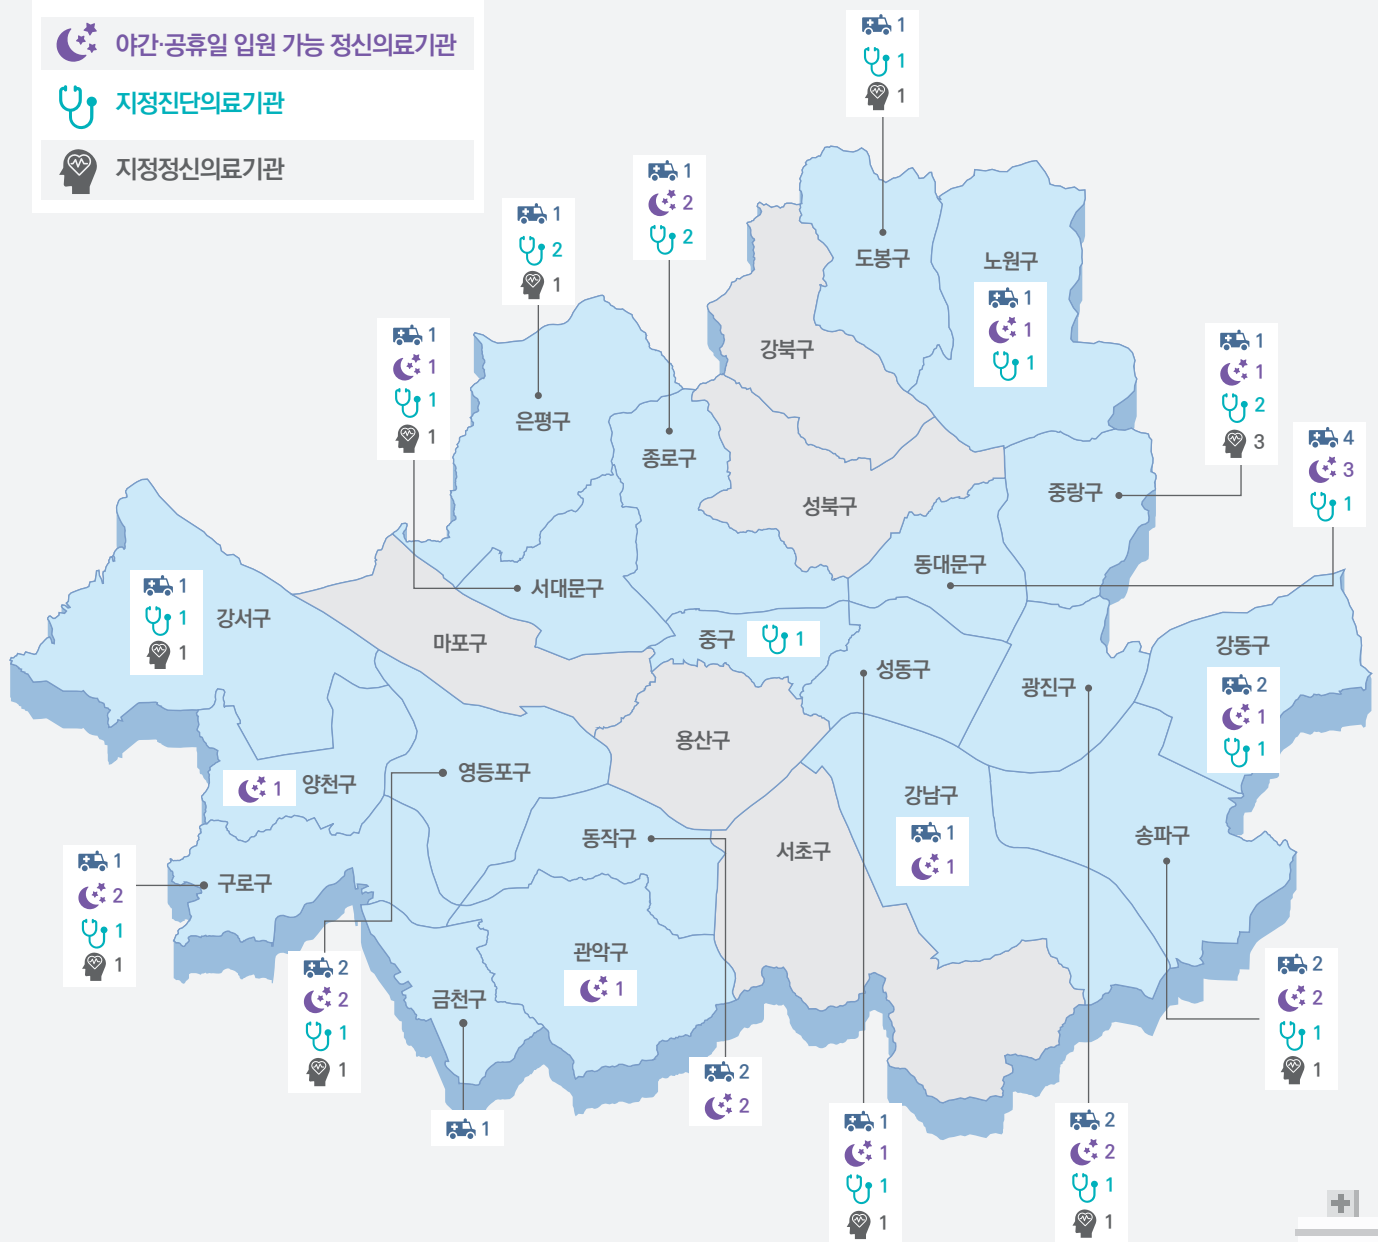 야간·공휴일 입원 가능 정신의료기관
지정진단의료기관
지정정신의료기관
1
1
1
도봉구
노원구
1
1
1
1
2
2
종로구
1
2
1
은평구
강북구
1
1
1
1
서대문구
1
1
2
3
중랑구
4
3
1
동대문구
성북구
1
1
1
강서구
마포구
중구
1
성동구
광진구
강동구
2
1
1
용산구
1
양천구
영등포구
강남구
1
1
송파구
동작구
서초구
구로구
1
2
1
1
관악구
1
금천구
2
2
1
1
2
2
1
1
2
2
1
1
1
1
1
2
2
1
1